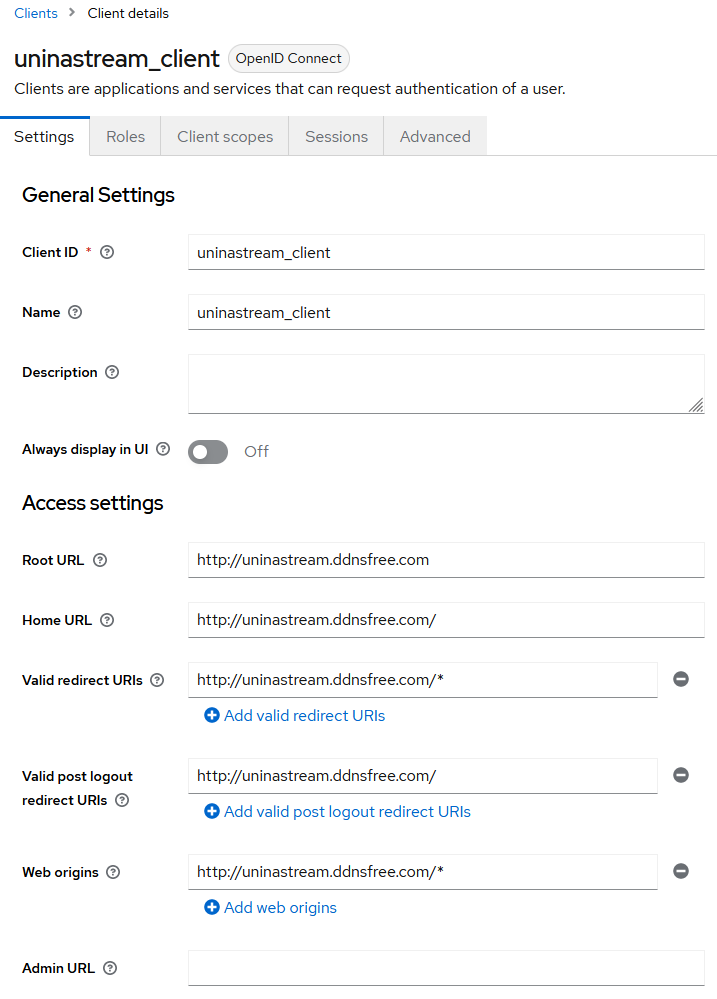 Clients > Client details
uninastream_client OpenID Connect
Clients are applications and services that can request authentication of a user.
Settings Roles Client scopes Sessions Advanced
General Settings
Client ID * uninastream_client
Name uninastream_client
Description
Always display in UI Off
Access settings
Root URL http://uninastream.ddnsfree.com
Home URL http://uninastream.ddnsfree.com/
Valid redirect URIs http://uninastream.ddnsfree.com/*
Add valid redirect URIs
Valid post logout redirect URIs http://uninastream.ddnsfree.com/
Add valid post logout redirect URIs
Web origins http://uninastream.ddnsfree.com/*
Add web origins
Admin URL